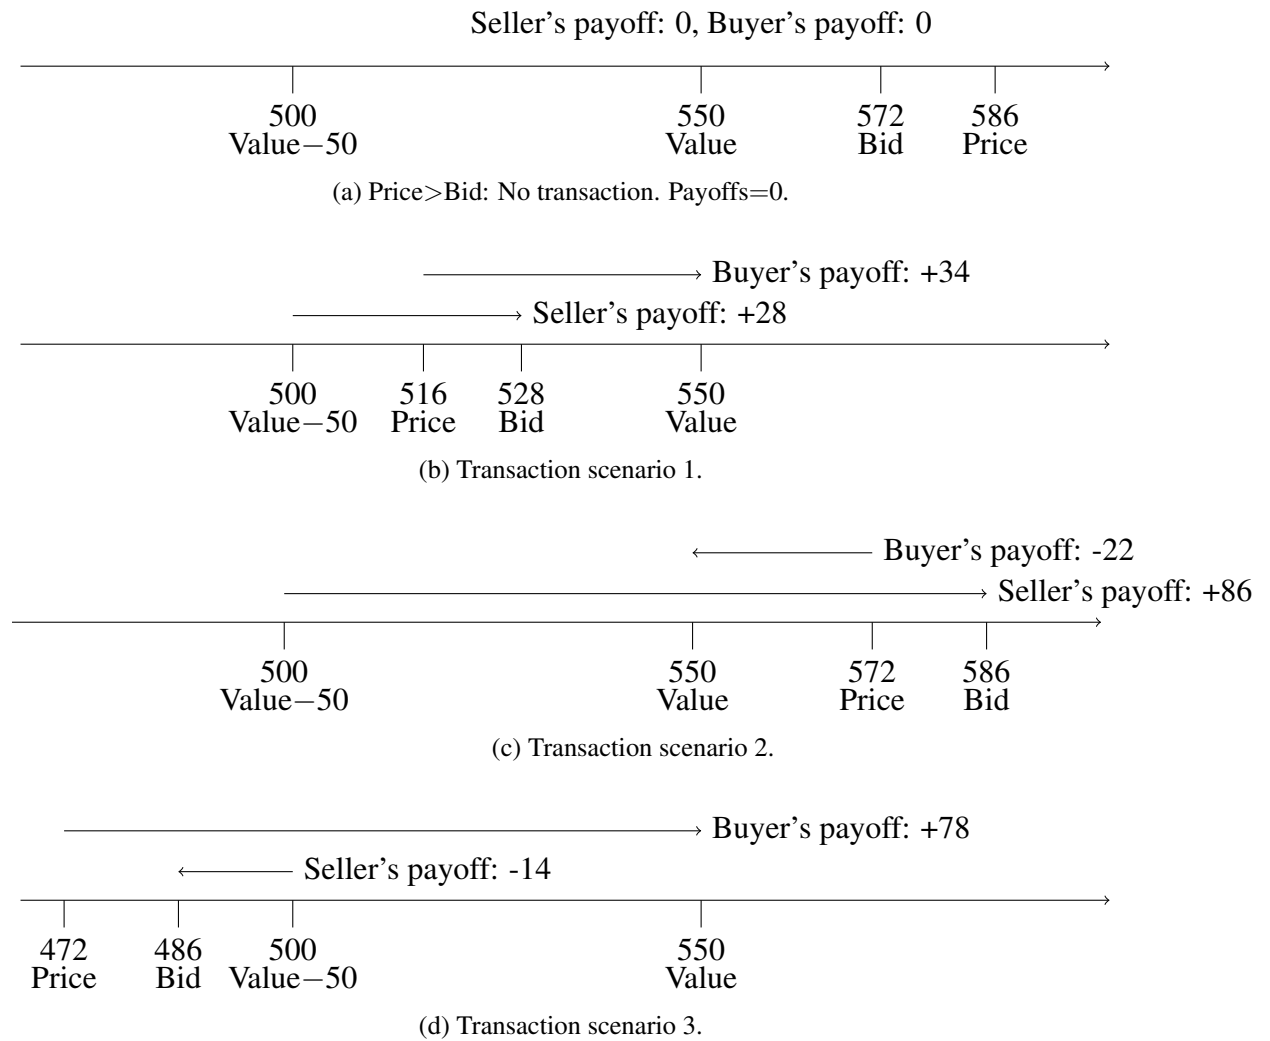 Seller's payoff: 0, Buyer's payoff: 0
500 550 572 586
Value−50 Value Bid Price
(a) Price>Bid: No transaction. Payoffs=0.
Buyer's payoff: +34
Seller's payoff: +28
500 516 528 550
Value−50 Price Bid Value
(b) Transaction scenario 1.
Buyer's payoff: -22
Seller's payoff: +86
500 550 572 586
Value−50 Value Price Bid
(c) Transaction scenario 2.
Buyer's payoff: +78
Seller's payoff: -14
472 486 500 550
Price Bid Value−50 Value
(d) Transaction scenario 3.